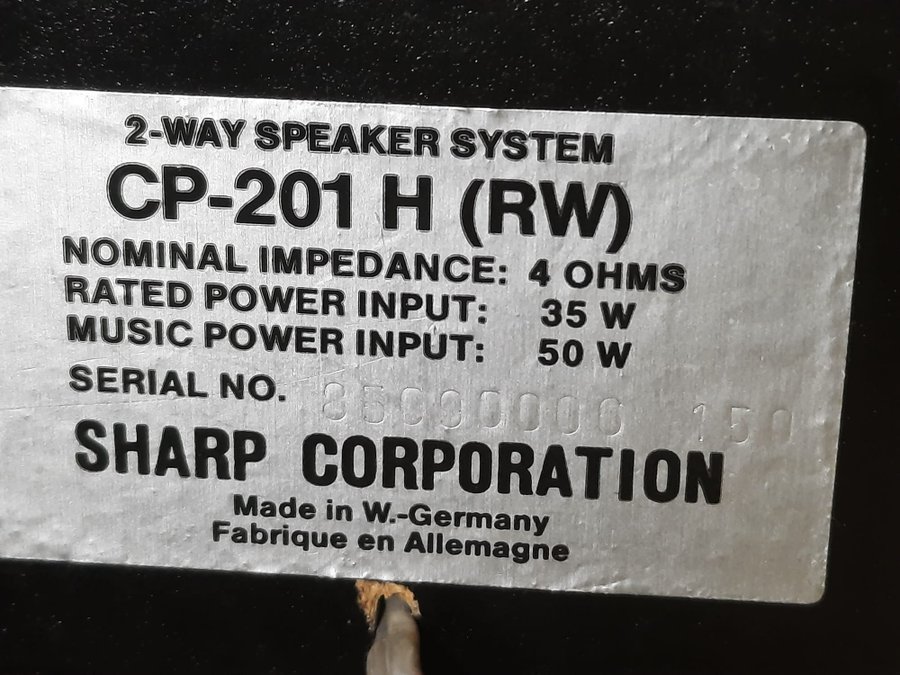 2-WAY SPEAKER SYSTEM
CP-201 H (RW)
NOMINAL IMPEDANCE: 4 OHMS
RATED POWER INPUT: 35 W
MUSIC POWER INPUT: 50 W
SERIAL NO. 150
SHARP CORPORATION
Made in W.-Germany
Fabrique en Allemagne